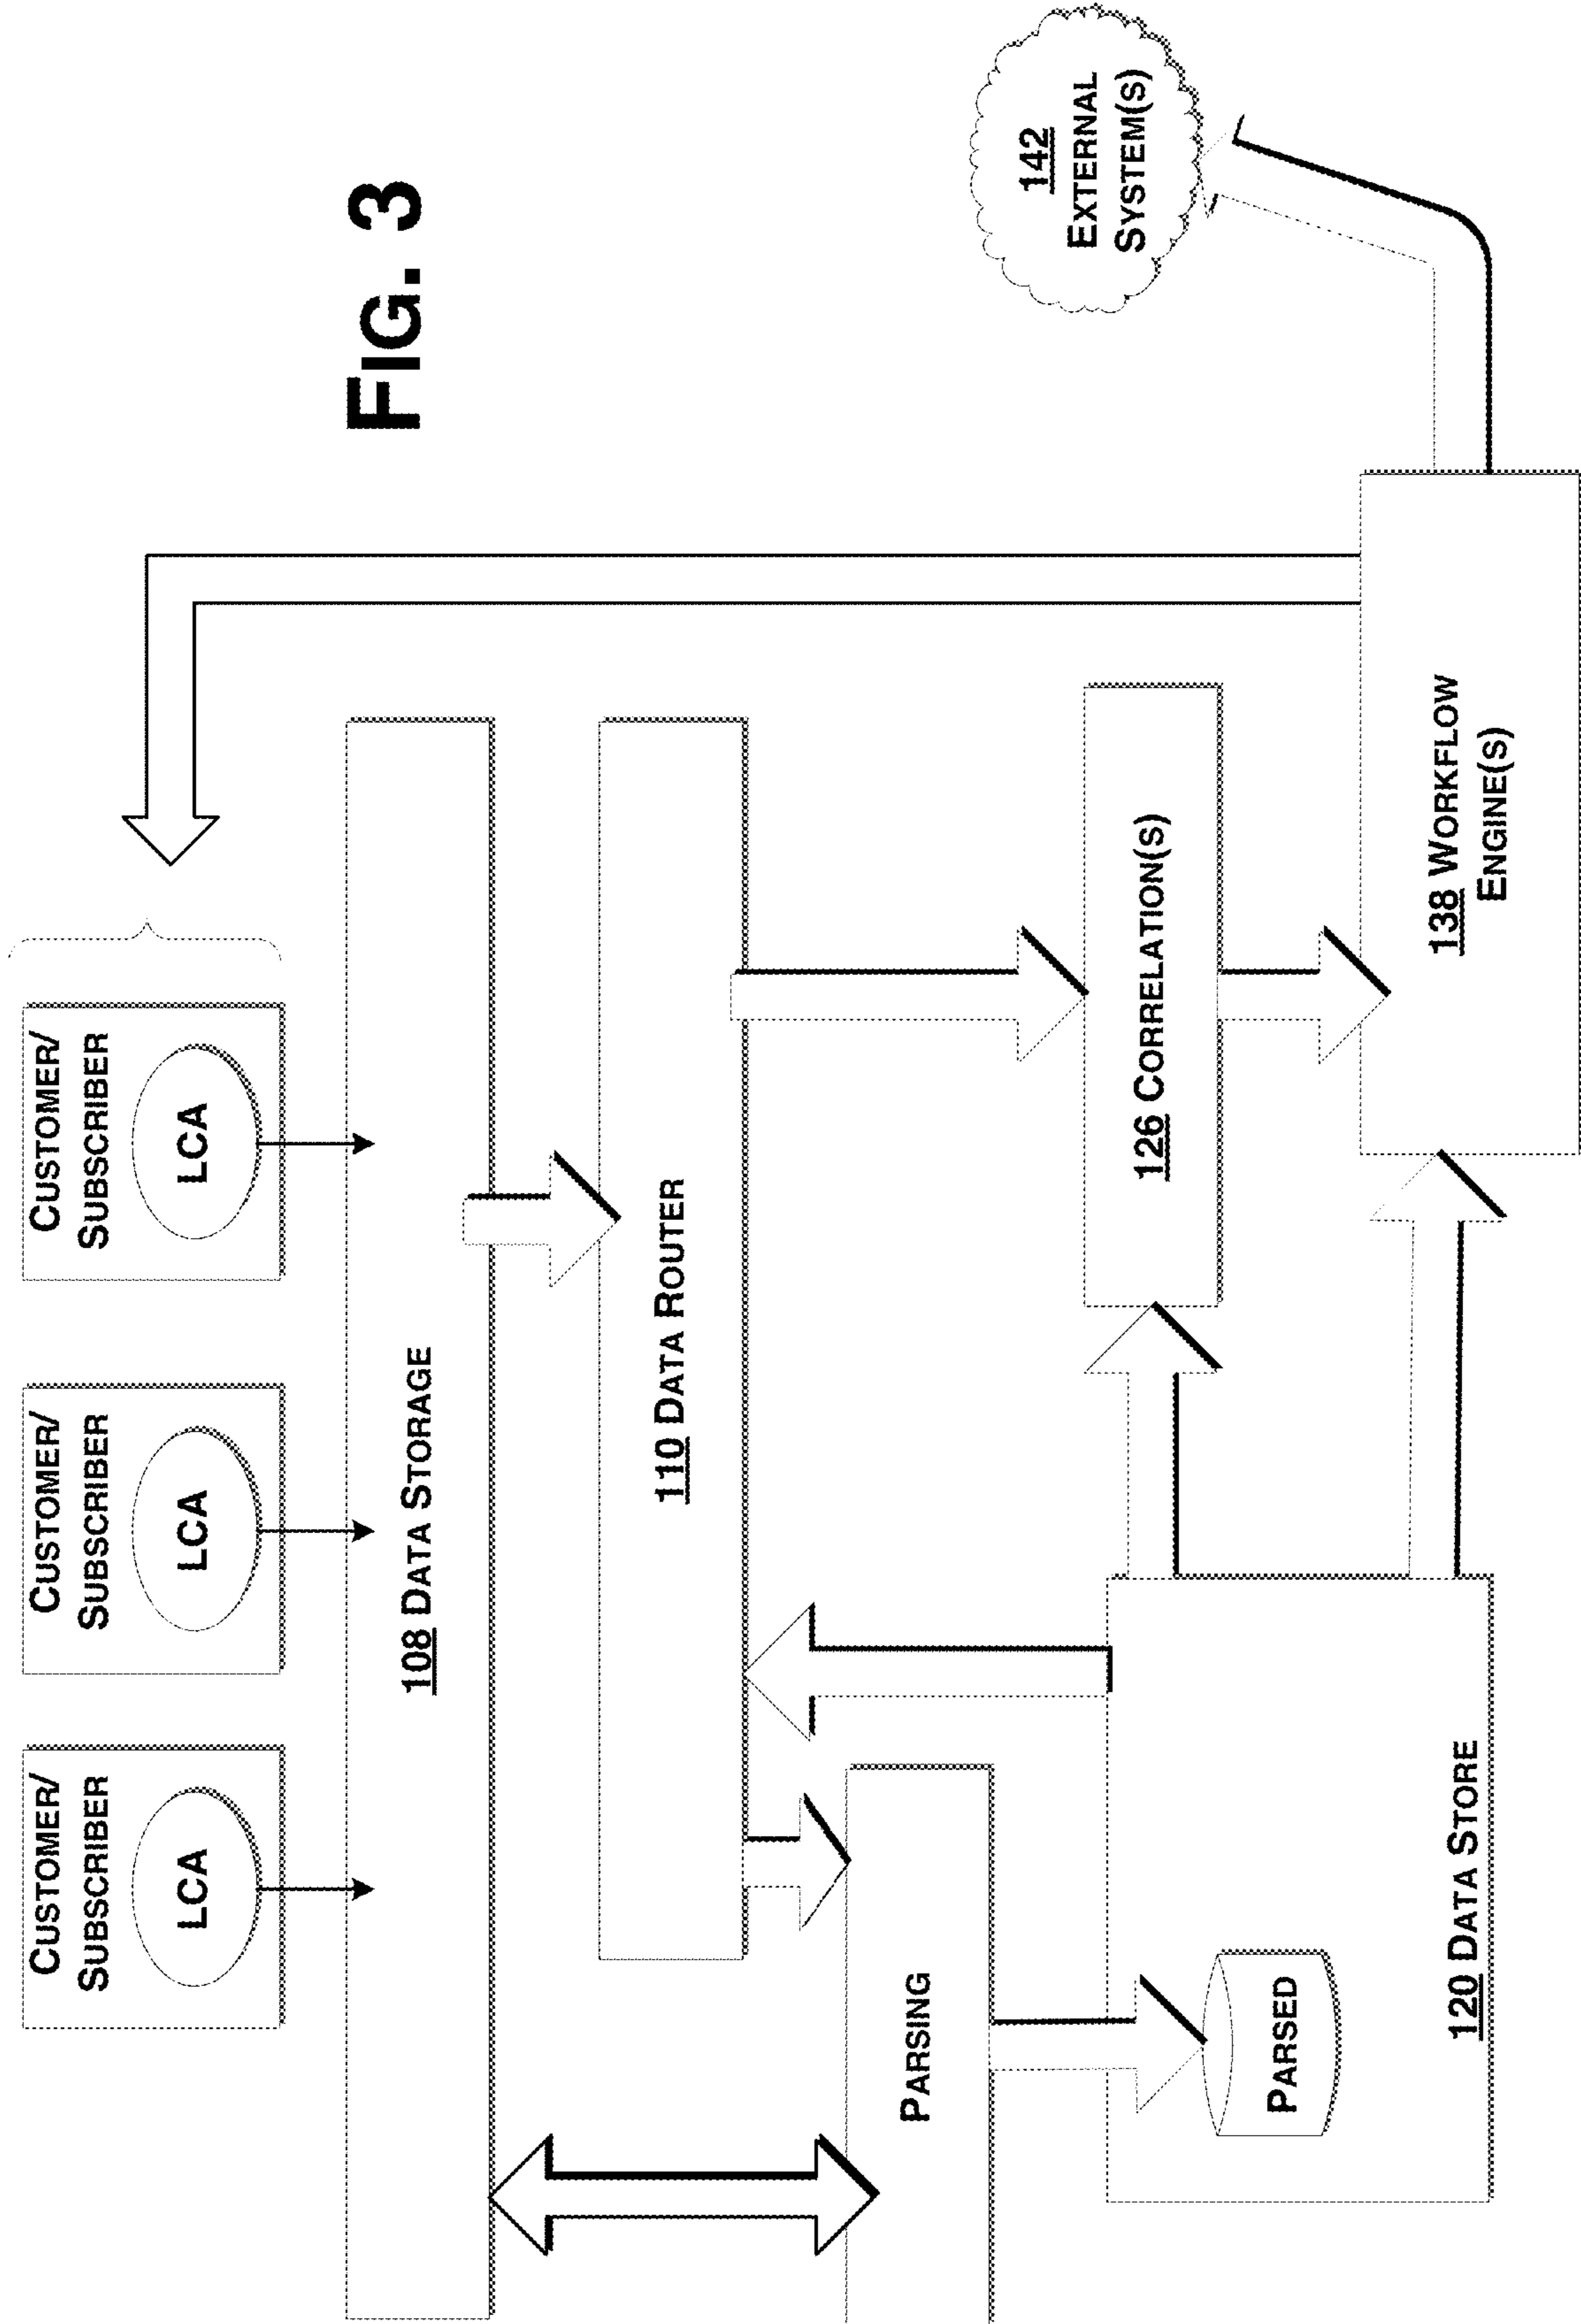 CUSTOMER/
SUBSCRIBER
LCA
CUSTOMER/
SUBSCRIBER
LCA
CUSTOMER/
SUBSCRIBER
LCA
108 DATA STORAGE
110 DATA ROUTER
PARSING
PARSED
120 DATA STORE
126 CORRELATION(S)
138 WORKFLOW
ENGINE(S)
142
EXTERNAL
SYSTEM(S)
FIG. 3